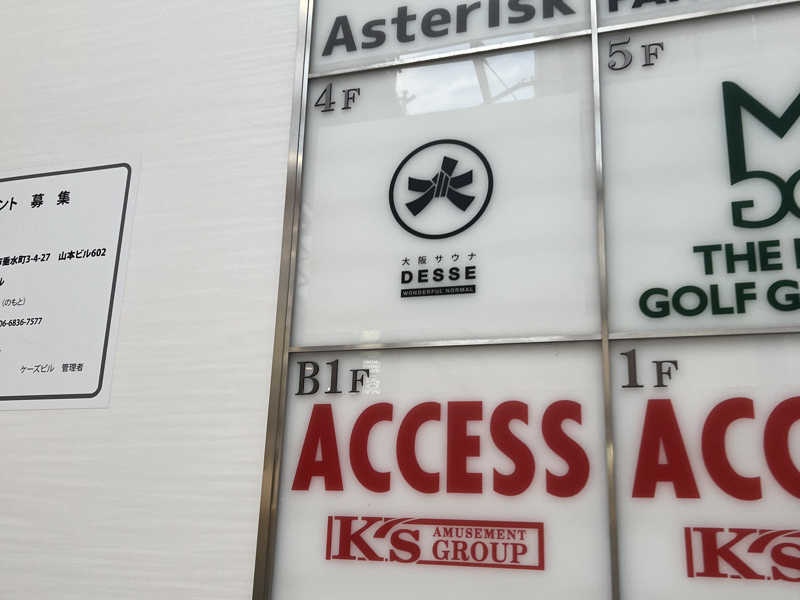 ント 募 集
垂水町3-4-27 山本ビル602
(のもと)
06-6836-7577
ケーズビル 管理者
Asterisk
4F
大阪サウナ
DESSE
WONDERFUL NORMAL
5F
THE
GOLF G
B1F
ACCESS
K'S AMUSEMENT
GROUP
1F
ACC
K'S